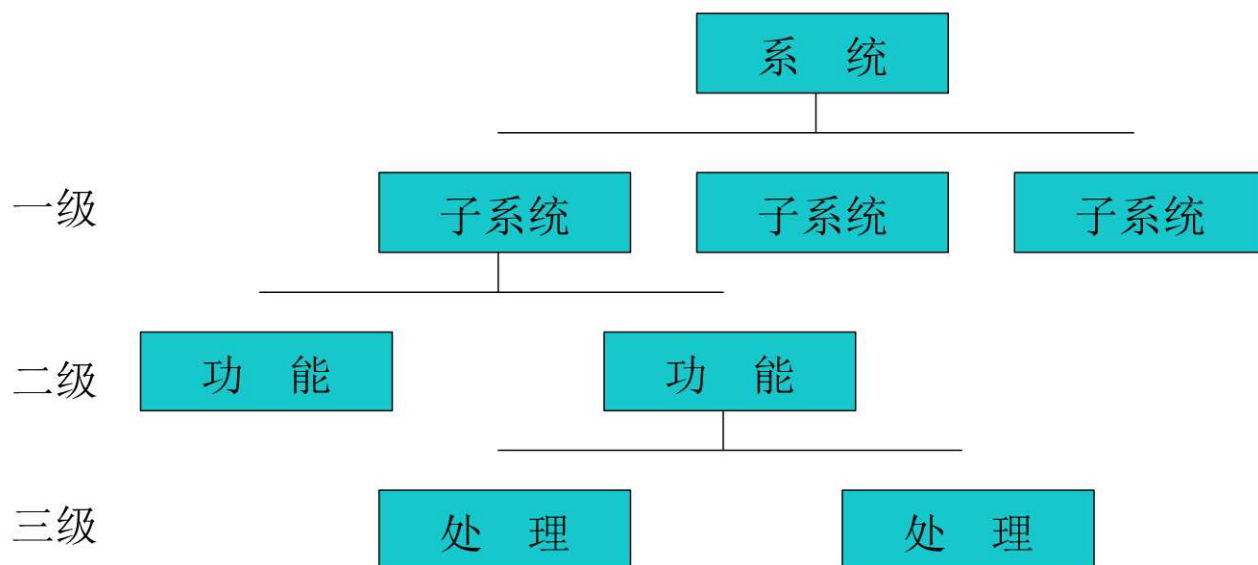 系 统
一级 子系统 子系统 子系统
二级 功 能 功 能
三级 处 理 处 理